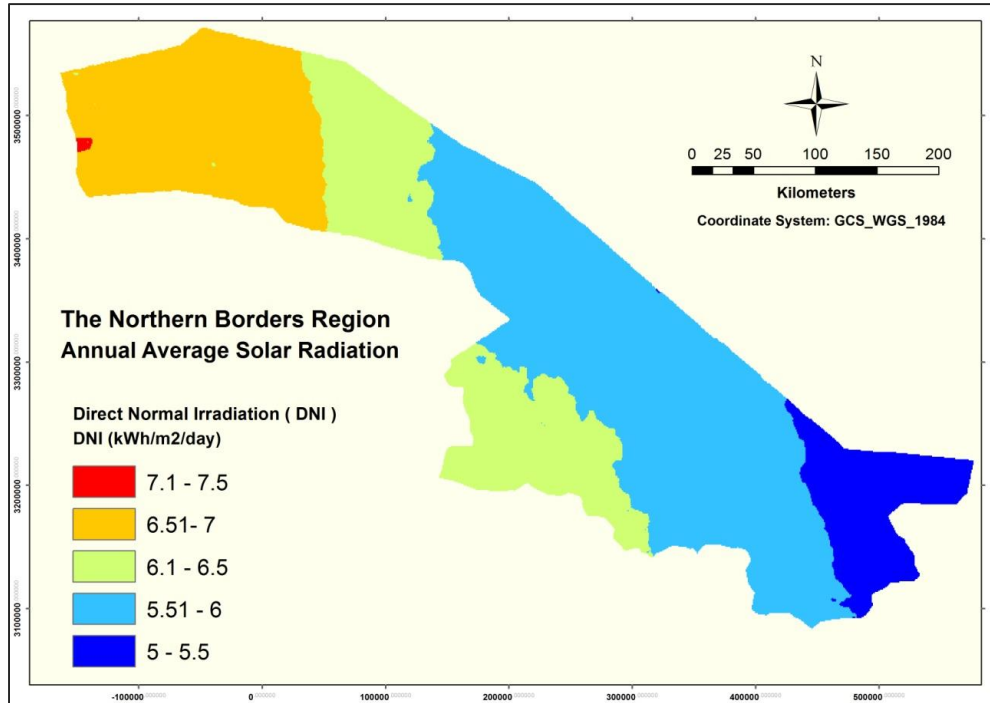 N
0 25 50 100 150 200
Kilometers
Coordinate System: GCS_WGS_1984
The Northern Borders Region
Annual Average Solar Radiation
Direct Normal Irradiation ( DNI )
DNI (kWh/m2/day)
7.1 - 7.5
6.51- 7
6.1 - 6.5
5.51 - 6
5 - 5.5
3500000
3400000
3300000
3200000
3100000
-100000 0 100000 200000 300000 400000 500000